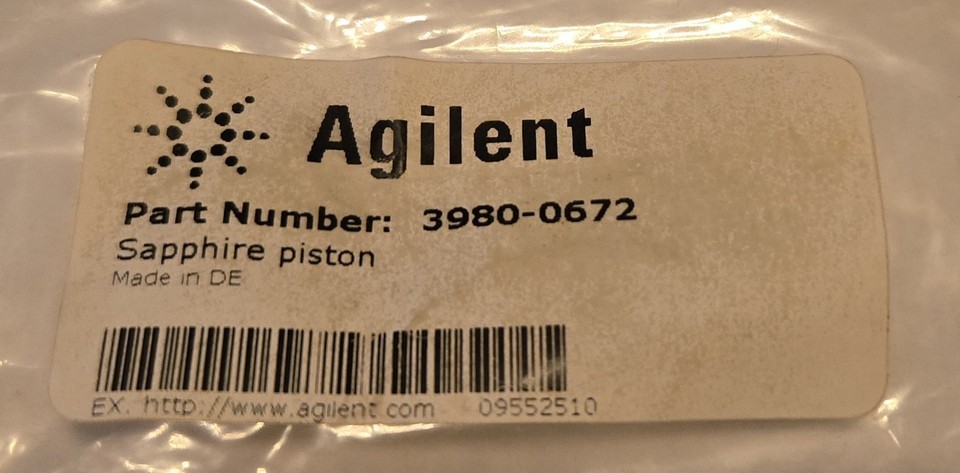 Agilent
Part Number: 3980-0672
Sapphire piston
Made in DE
EX. http://www.agilent.com 09552510